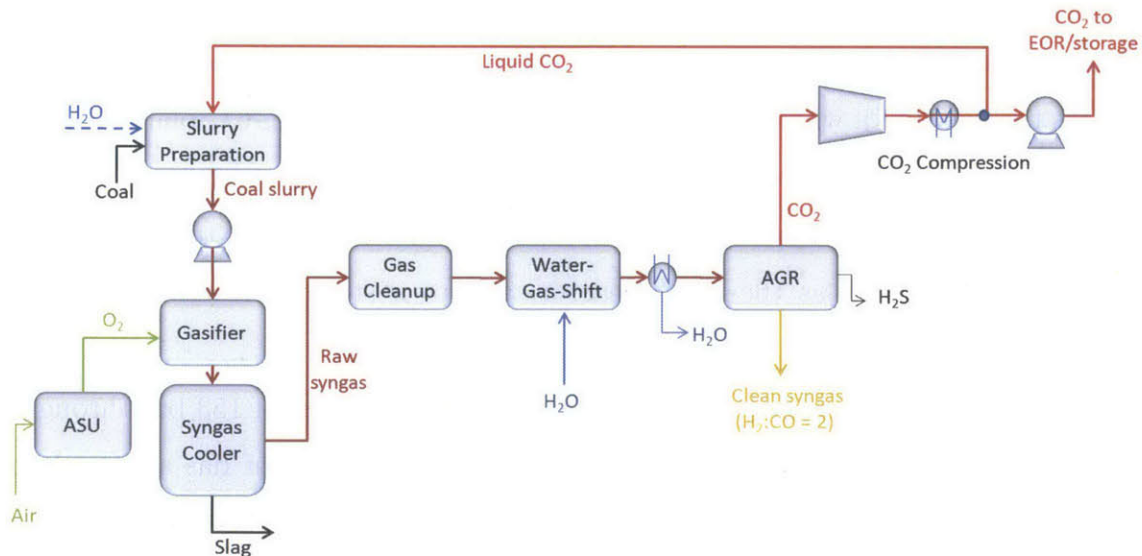 CO₂ to
EOR/storage
Liquid CO₂
H₂O
Slurry
Preparation
CO₂ Compression
Coal
Coal slurry
CO₂
Gas
Cleanup
Water-
Gas-Shift
AGR
H₂S
O₂
Gasifier
H₂O
Raw
syngas
H₂O
Clean syngas
(H₂:CO = 2)
ASU
Syngas
Cooler
Air
Slag